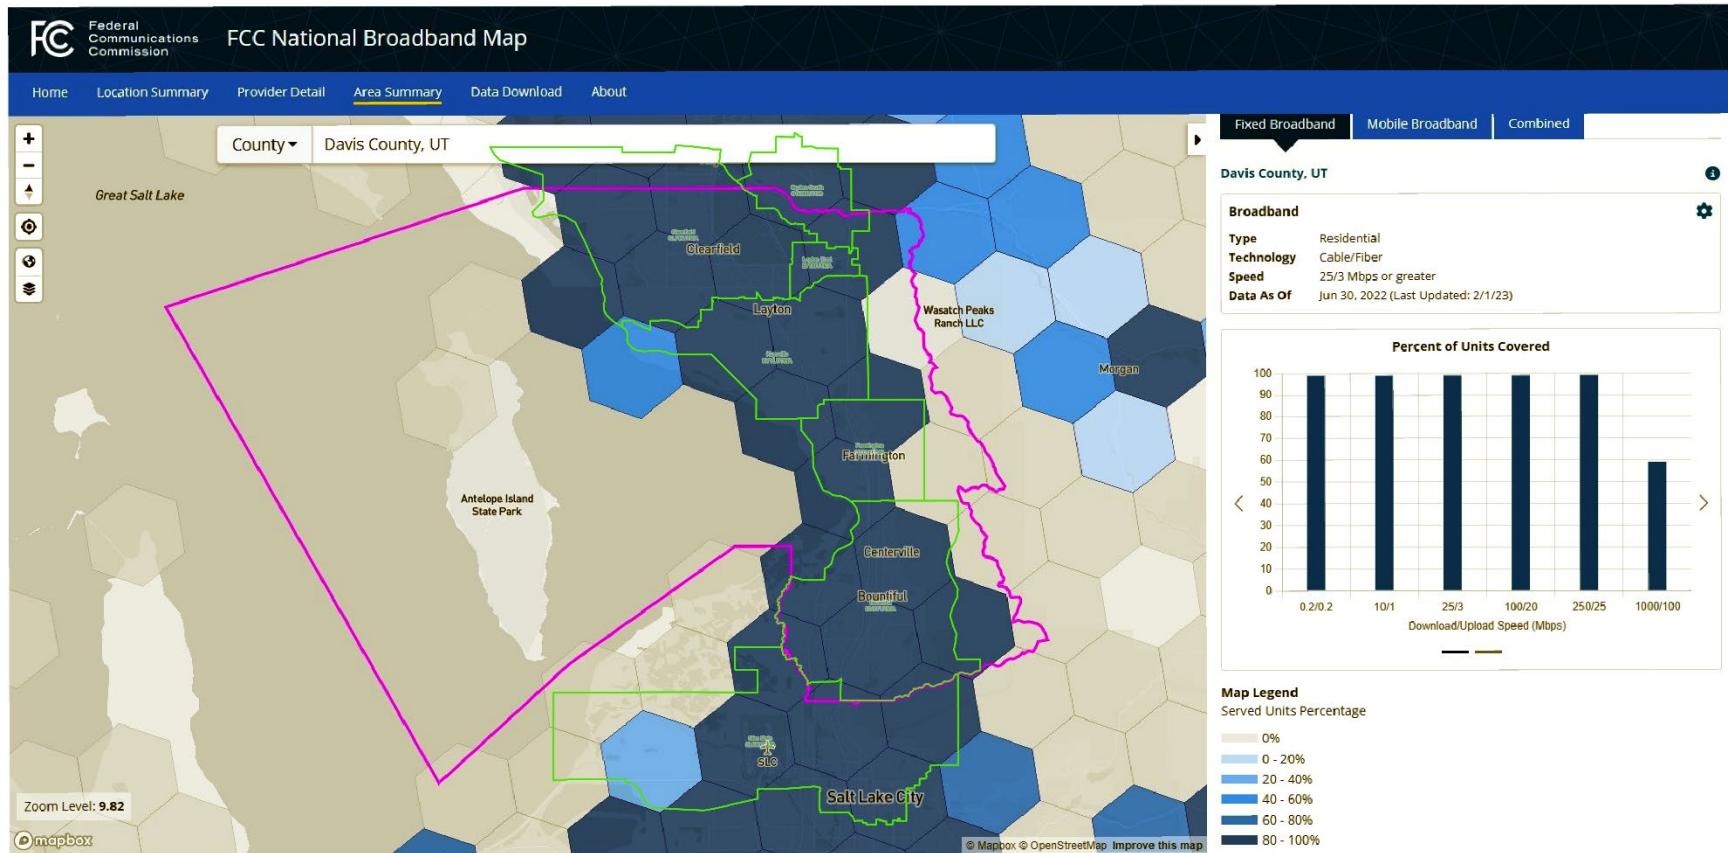 FCC
Federal
Communications
Commission
FCC National Broadband Map
Home
Location Summary
Provider Detail
Area Summary
Data Download
About
County
Davis County, UT
Great Salt Lake
Clearfield
Layton
Wasatch Peaks
Ranch LLC
Morgan
Farmington
Antelope Island
State Park
Centerville
Bountiful
SLC
Salt Lake City
Zoom Level: 9.82
mapbox
© Mapbox © OpenStreetMap Improve this map
Fixed Broadband
Mobile Broadband
Combined
Davis County, UT
Broadband
Type Residential
Technology Cable/Fiber
Speed 25/3 Mbps or greater
Data As Of Jun 30, 2022 (Last Updated: 2/1/23)
Percent of Units Covered
100
90
80
70
60
50
40
30
20
10
0
0.2/0.2 10/1 25/3 100/20 250/25 1000/100
Download/Upload Speed (Mbps)
Map Legend
Served Units Percentage
0%
0 - 20%
20 - 40%
40 - 60%
60 - 80%
80 - 100%